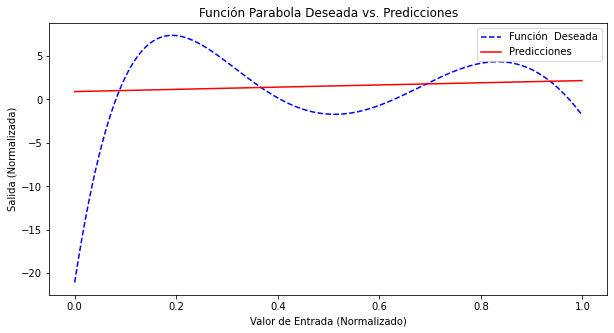 Función Parabola Deseada vs. Predicciones
Función  Deseada
Predicciones
Salida (Normalizada)
5
0
−5
−10
−15
−20
0.0 0.2 0.4 0.6 0.8 1.0
Valor de Entrada (Normalizado)